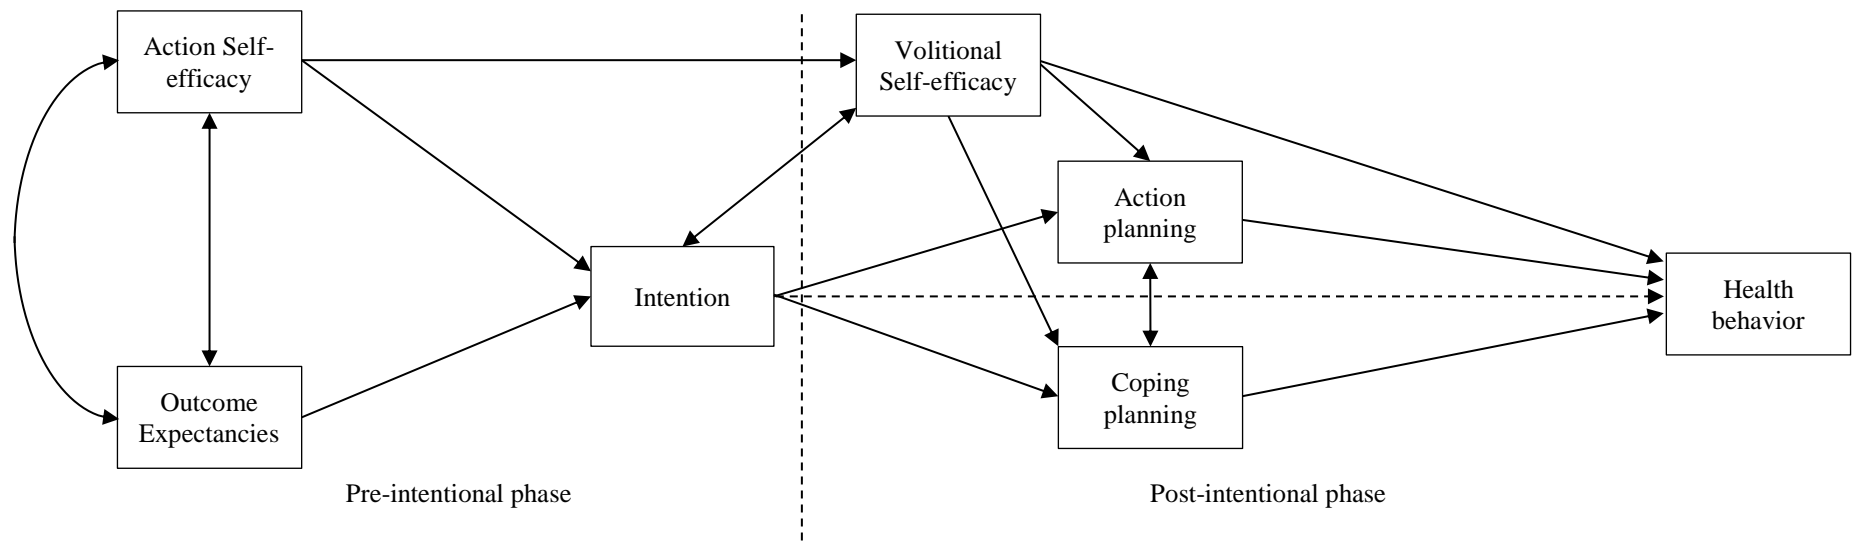 Action Self-
efficacy
Volitional
Self-efficacy
Action
planning
Intention
Health
behavior
Coping
planning
Outcome
Expectancies
Pre-intentional phase
Post-intentional phase